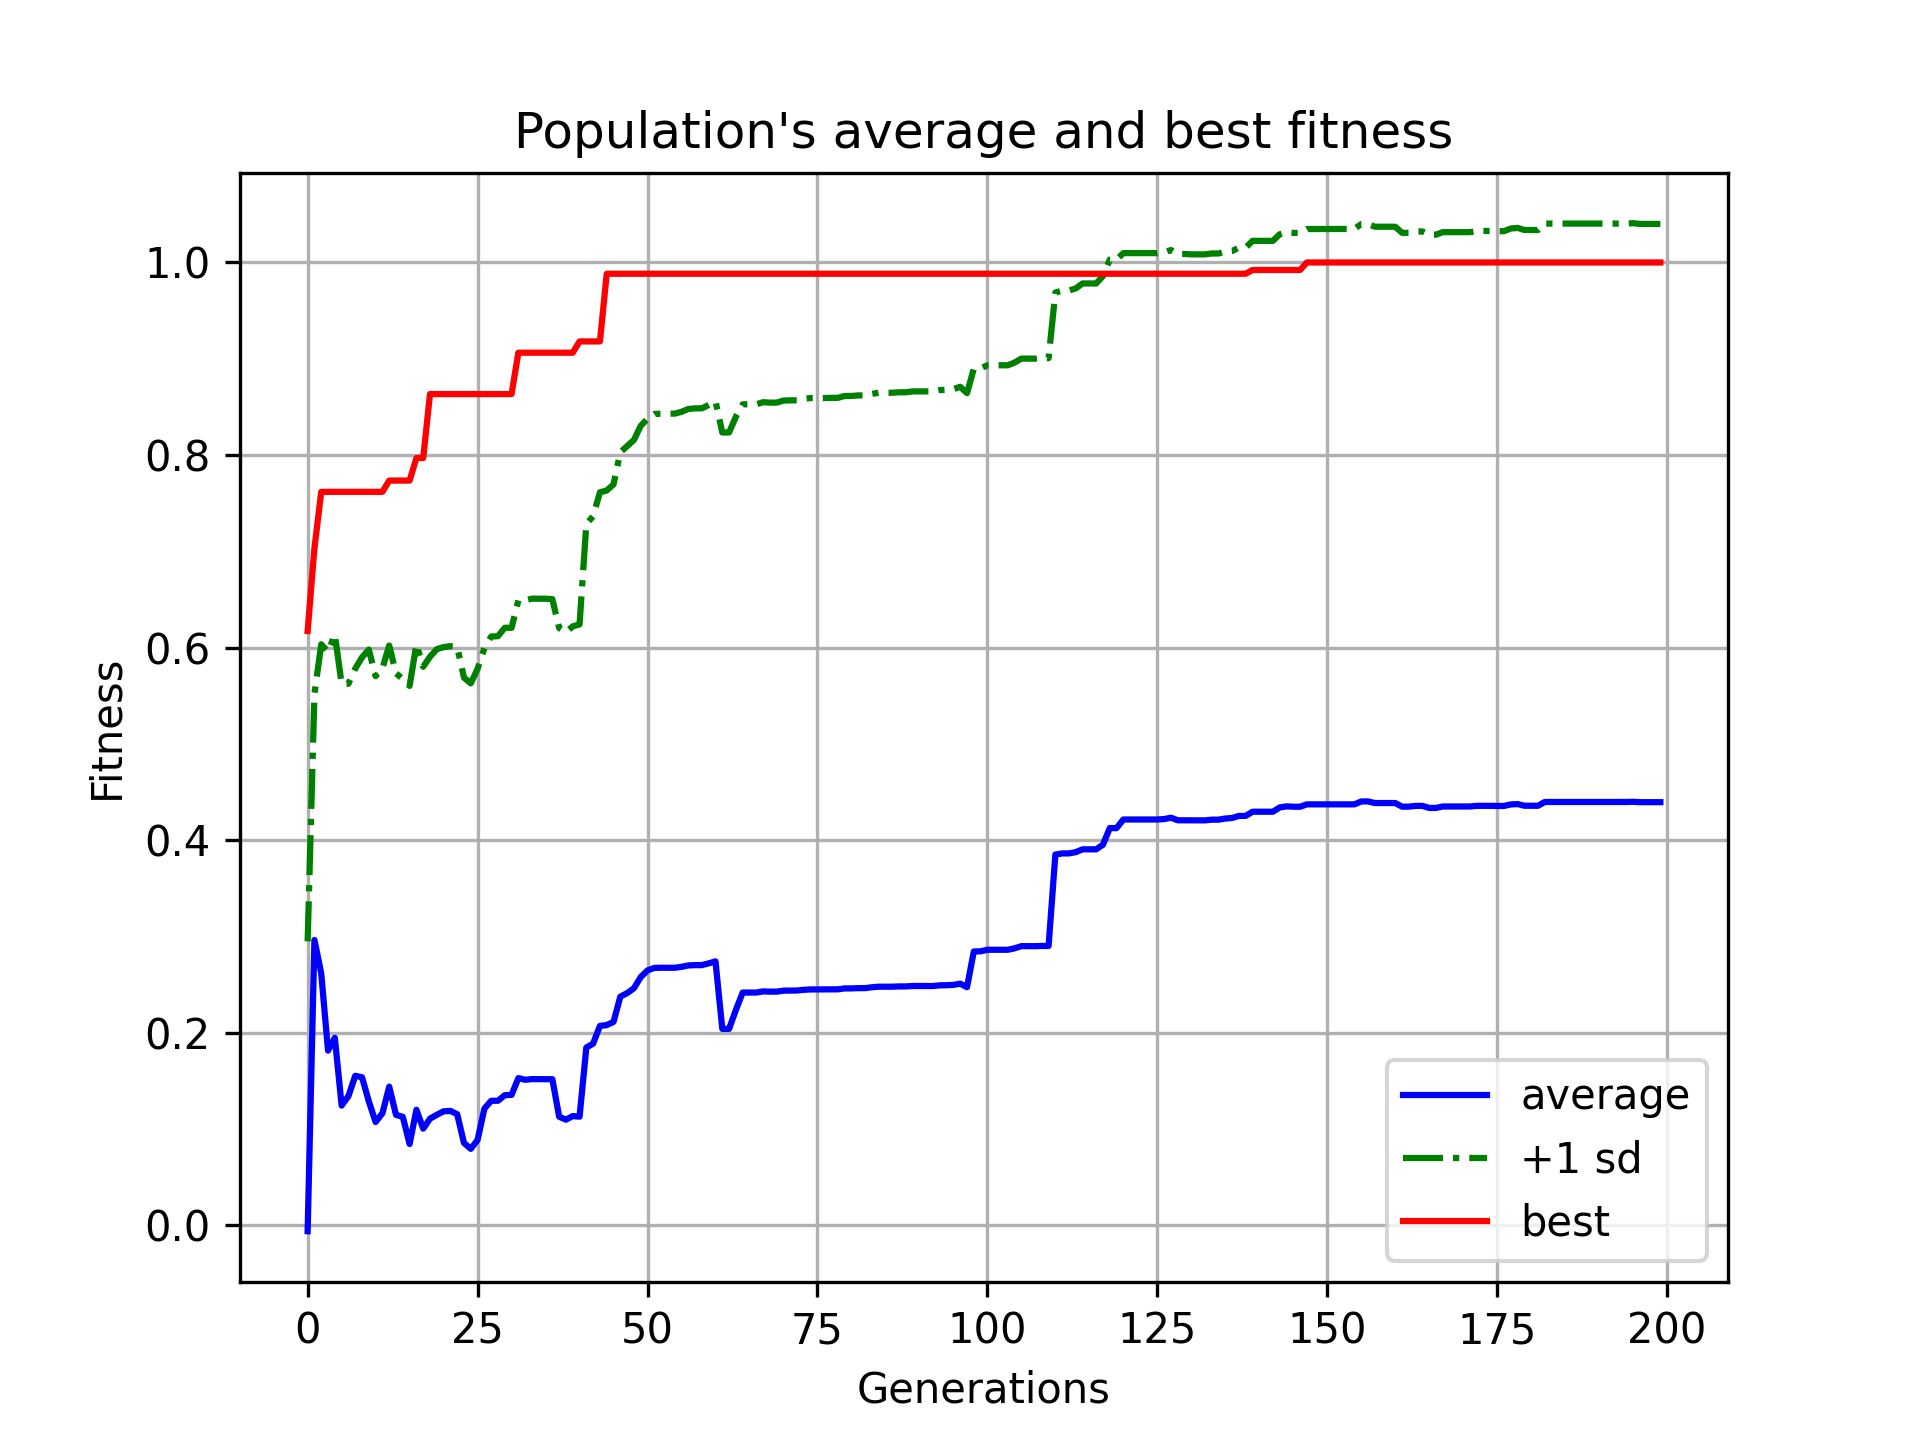 Population's average and best fitness
Fitness
1.0
0.8
0.6
0.4
0.2
0.0
average
+1 sd
best
0 25 50 75 100 125 150 175 200
Generations